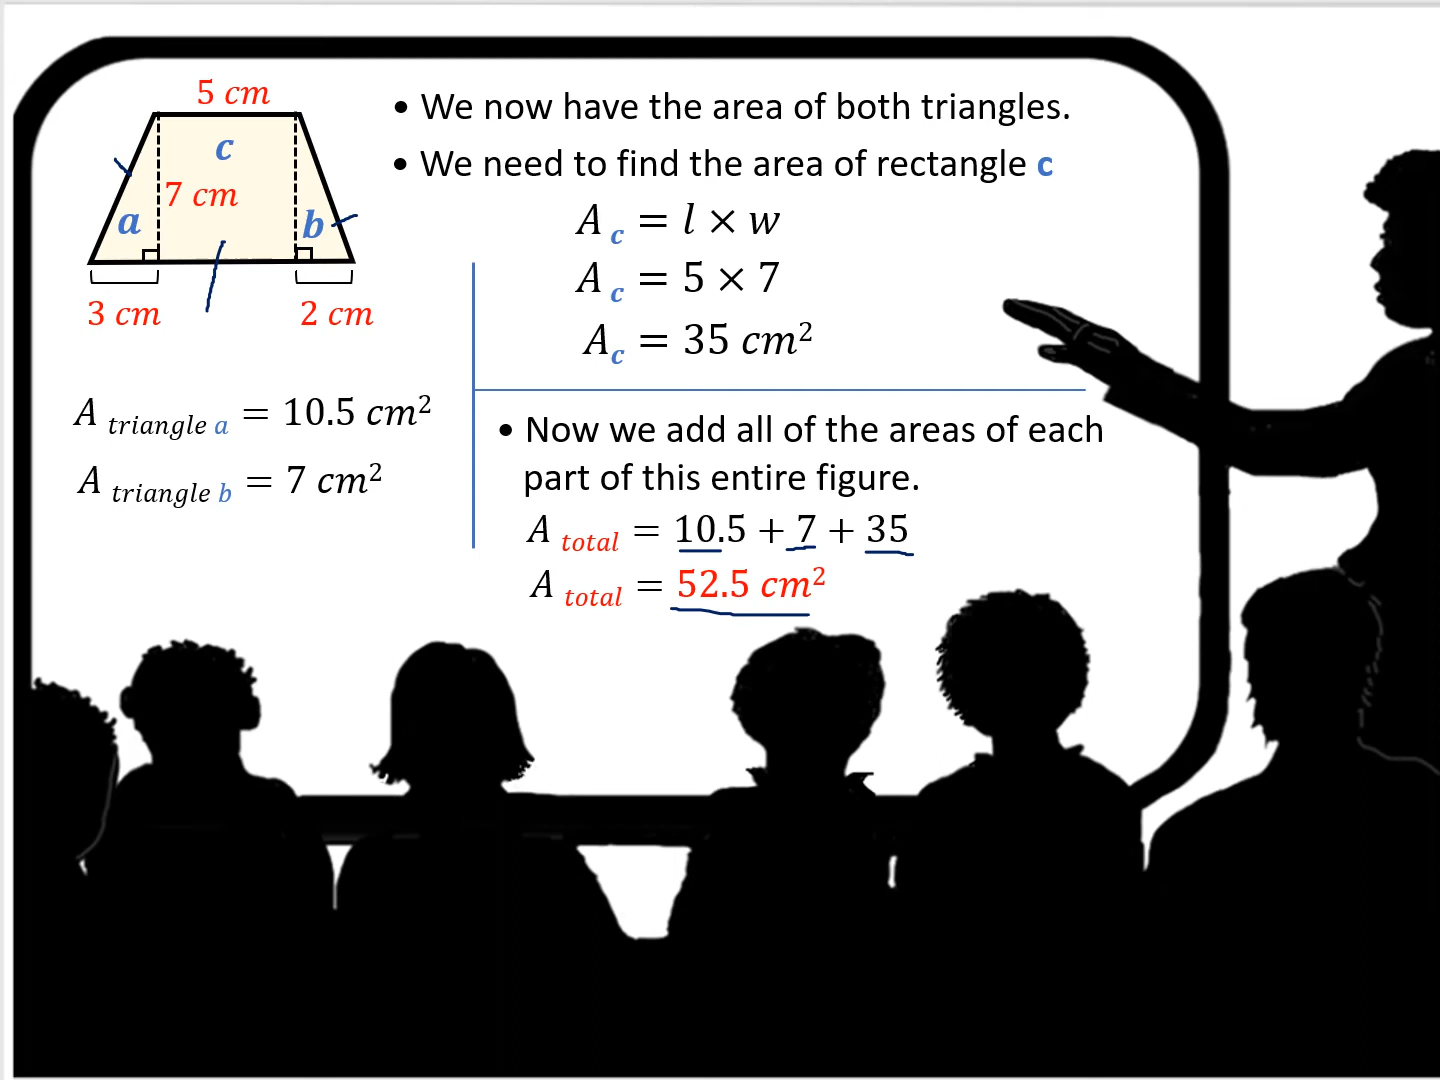 5 cm
c
7 cm
a
b
3 cm
2 cm
A triangle a = 10.5 cm²
A triangle b = 7 cm²
• We now have the area of both triangles.
• We need to find the area of rectangle c
A c = l × w
A c = 5 × 7
A c = 35 cm²
• Now we add all of the areas of each
part of this entire figure.
A total = 10.5 + 7 + 35
A total = 52.5 cm²